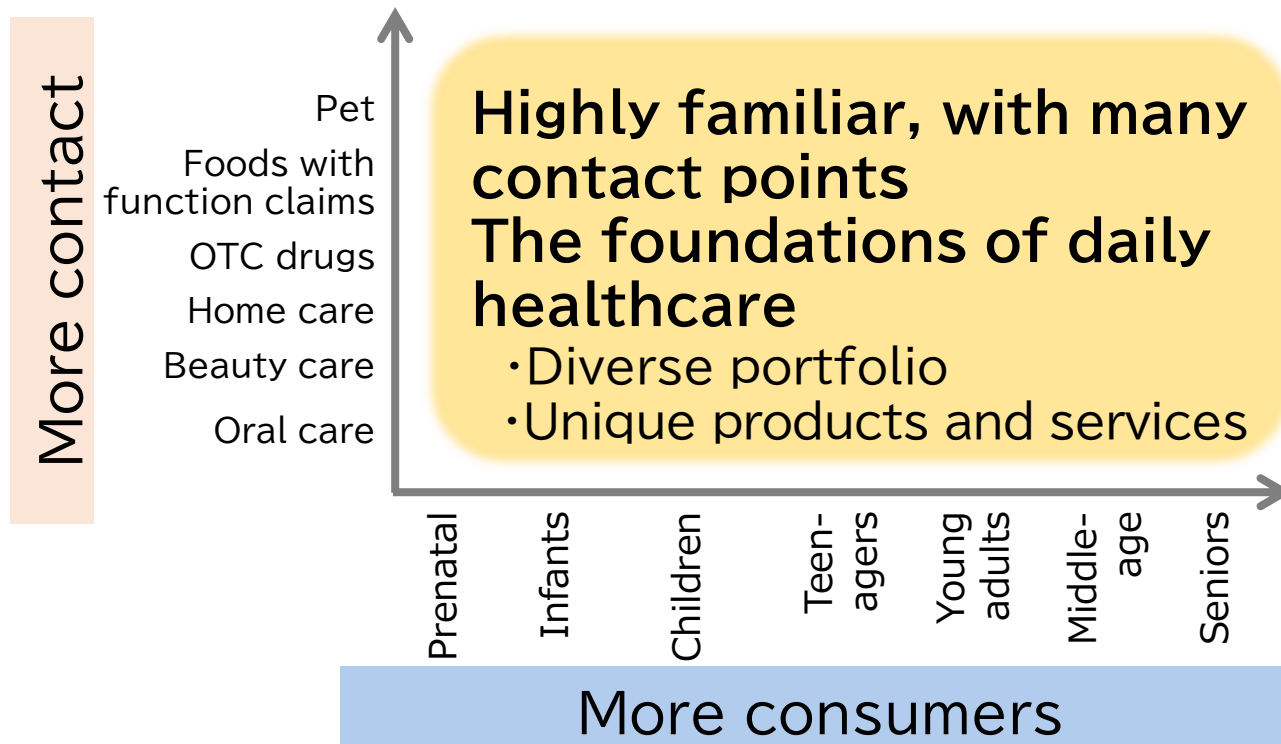 More contact
Pet
Foods with
function claims
OTC drugs
Home care
Beauty care
Oral care
Highly familiar, with many
contact points
The foundations of daily
healthcare
・Diverse portfolio
・Unique products and services
Prenatal
Infants
Children
Teen-
agers
Young
adults
Middle-
age
Seniors
More consumers